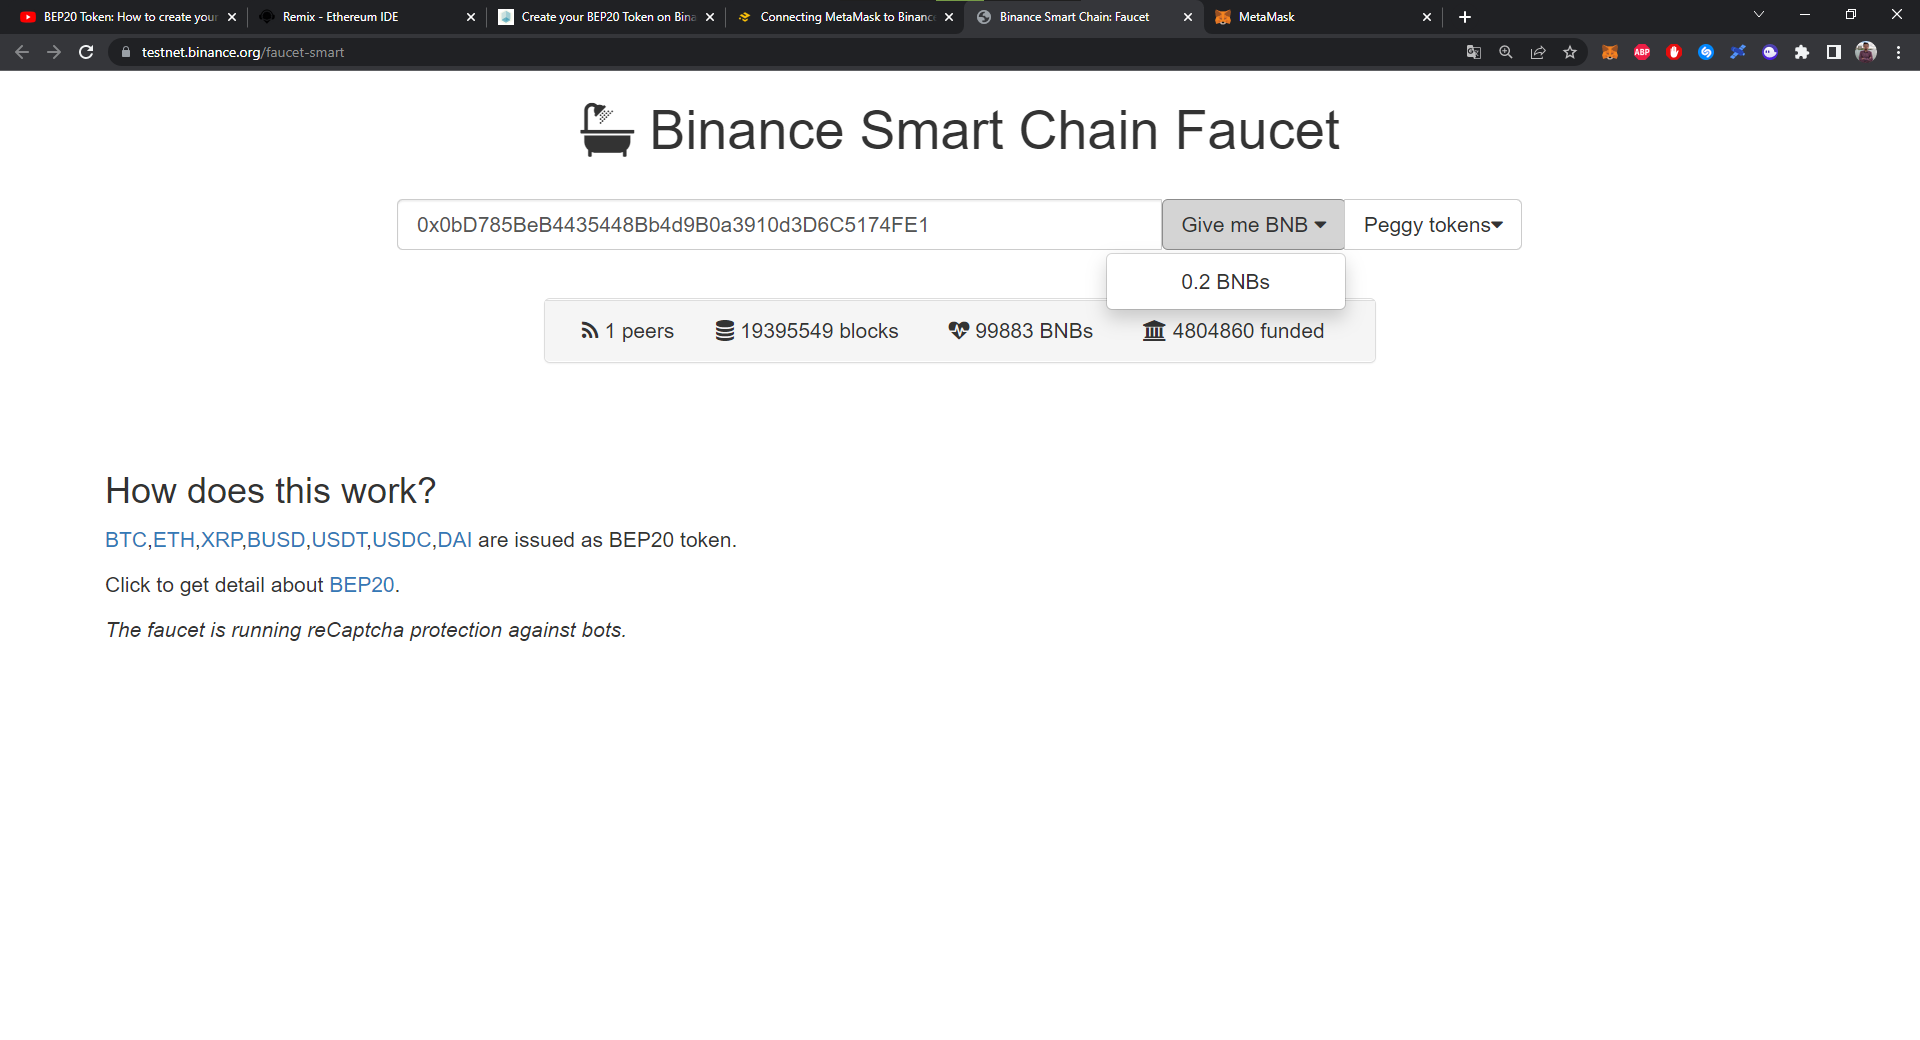 BEP20 Token: How to create your
Remix - Ethereum IDE
Create your BEP20 Token on Bina
Connecting MetaMask to Binance
Binance Smart Chain: Faucet
MetaMask
testnet.binance.org/faucet-smart
ABP
Binance Smart Chain Faucet
0x0bD785BeB4435448Bb4d9B0a3910d3D6C5174FE1
Give me BNB
Peggy tokens
0.2 BNBs
1 peers
19395549 blocks
99883 BNBs
4804860 funded
How does this work?
BTC,ETH,XRP,BUSD,USDT,USDC,DAI are issued as BEP20 token.
Click to get detail about BEP20.
The faucet is running reCaptcha protection against bots.